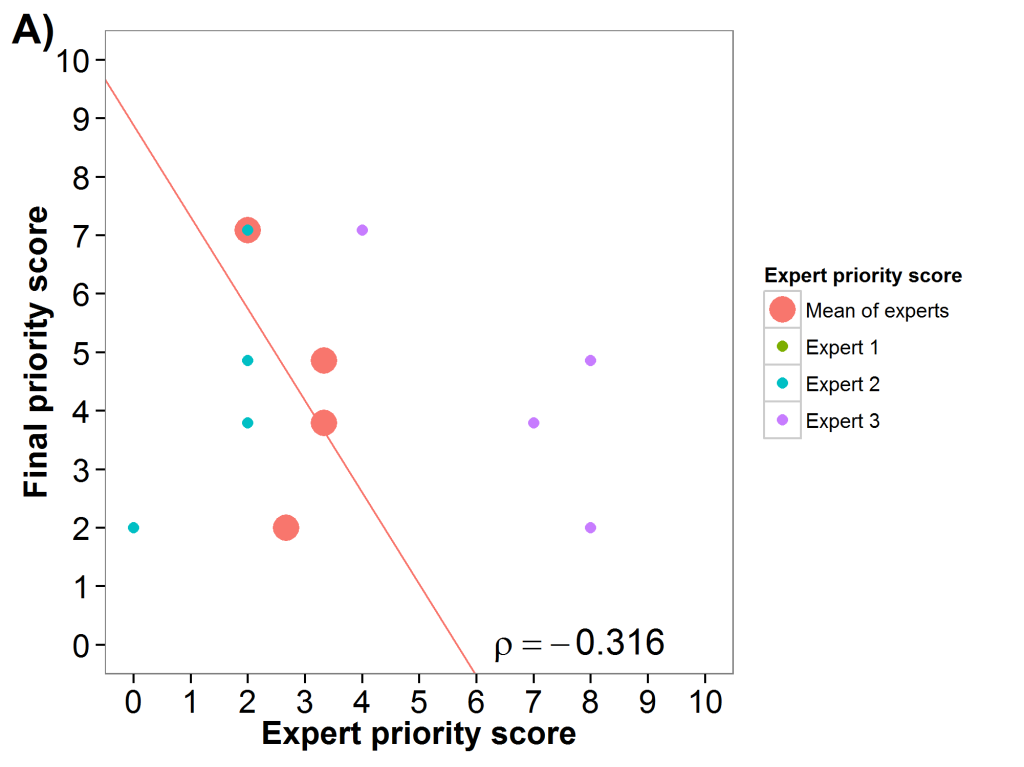 A)
10
9
8
7
6
5
4
3
2
1
0
Final priority score
ρ = −0.316
0 1 2 3 4 5 6 7 8 9 10
Expert priority score
Expert priority score
Mean of experts
Expert 1
Expert 2
Expert 3